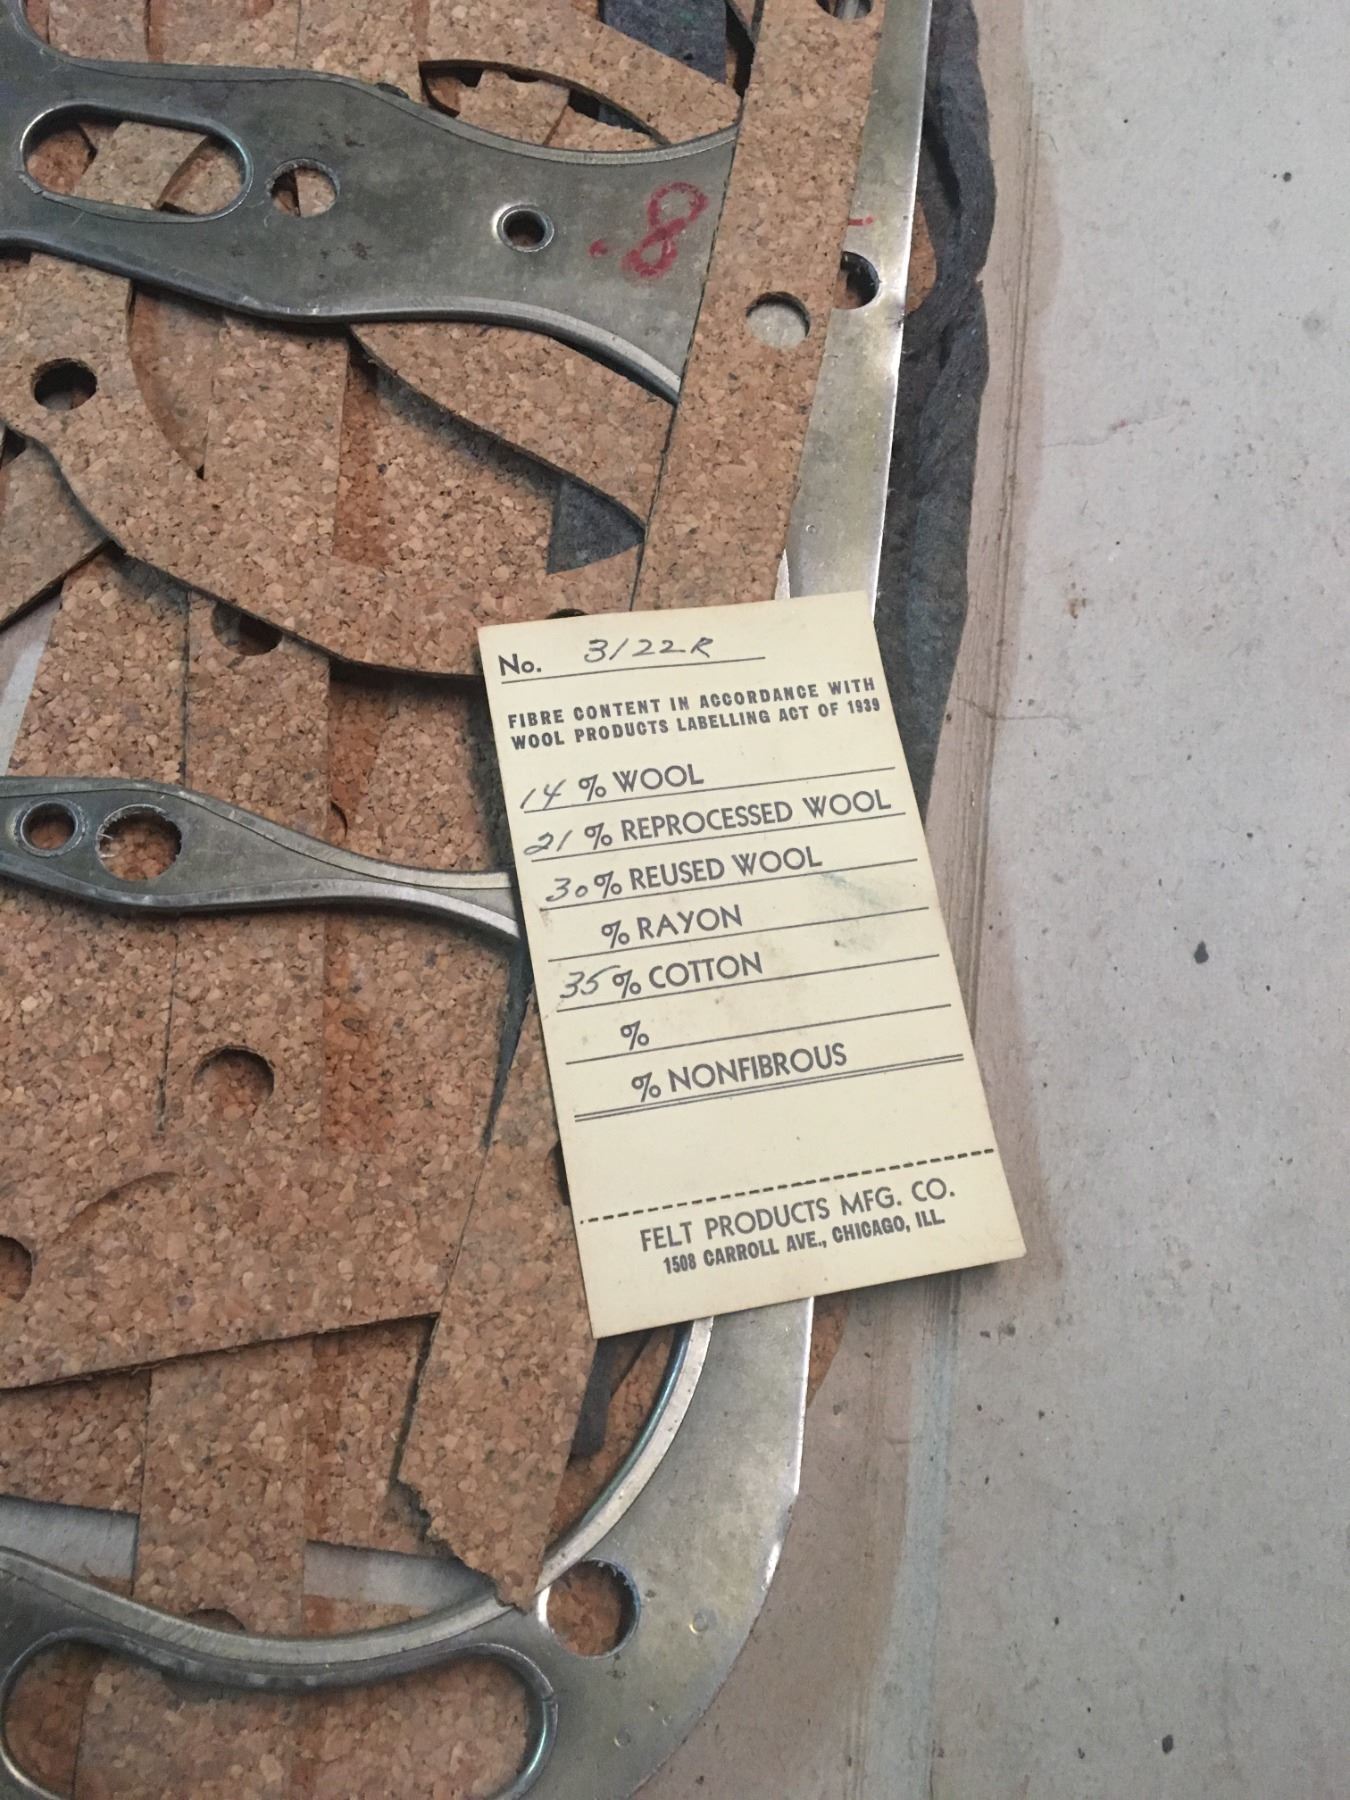 .8
No. 3122R
FIBRE CONTENT IN ACCORDANCE WITH
WOOL PRODUCTS LABELLING ACT OF 1939
14 % WOOL
21 % REPROCESSED WOOL
30 % REUSED WOOL
% RAYON
35 % COTTON
%
% NONFIBROUS
FELT PRODUCTS MFG. CO.
1508 CARROLL AVE., CHICAGO, ILL.